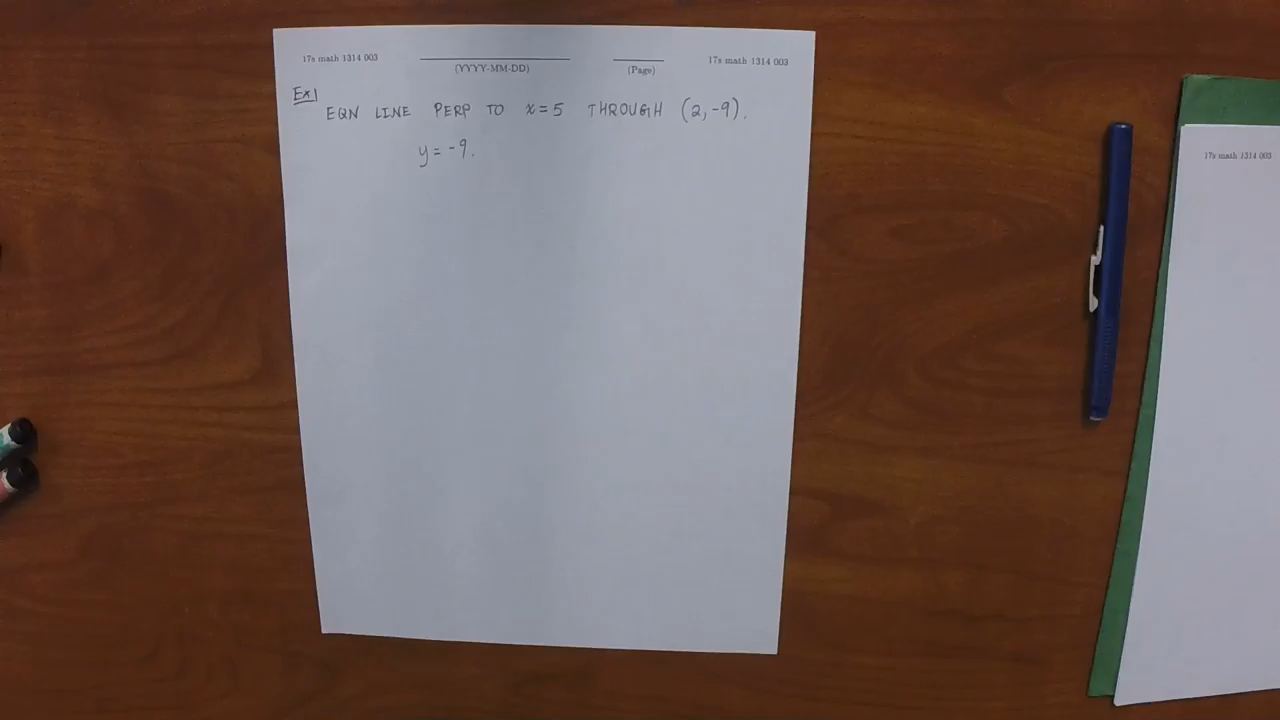 17s math 1314 003 (YYYY-MM-DD) (Page) 17s math 1314 003
Ex1
EQN LINE PERP TO x=5 THROUGH (2,-9).
y=-9.
17s math 1314 003